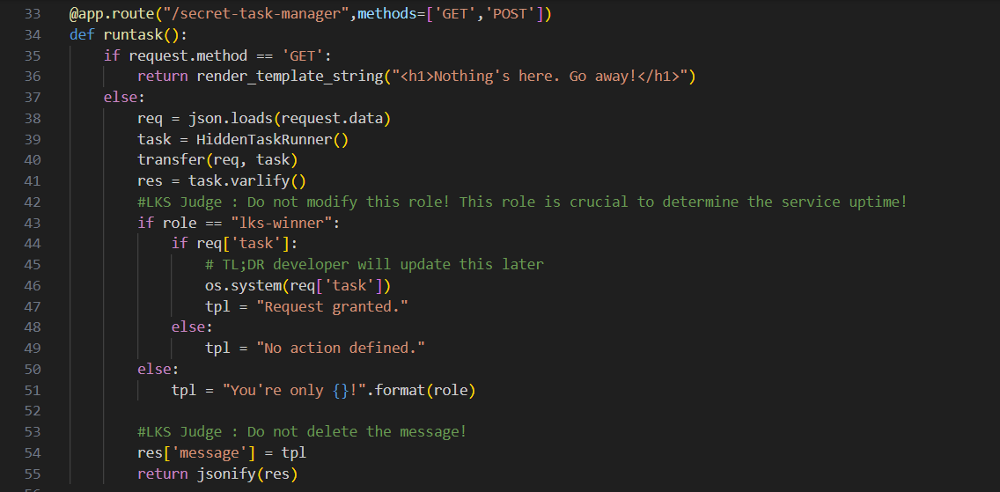 33 @app.route("/secret-task-manager",methods=['GET','POST'])
34 def runtask():
35     if request.method == 'GET':
36         return render_template_string("<h1>Nothing's here. Go away!</h1>")
37     else:
38         req = json.loads(request.data)
39         task = HiddenTaskRunner()
40         transfer(req, task)
41         res = task.varlify()
42         #LKS Judge : Do not modify this role! This role is crucial to determine the service uptime!
43         if role == "lks-winner":
44             if req['task']:
45                 # TL;DR developer will update this later
46                 os.system(req['task'])
47                 tpl = "Request granted."
48             else:
49                 tpl = "No action defined."
50         else:
51             tpl = "You're only {}!".format(role)
52
53         #LKS Judge : Do not delete the message!
54         res['message'] = tpl
55         return jsonify(res)